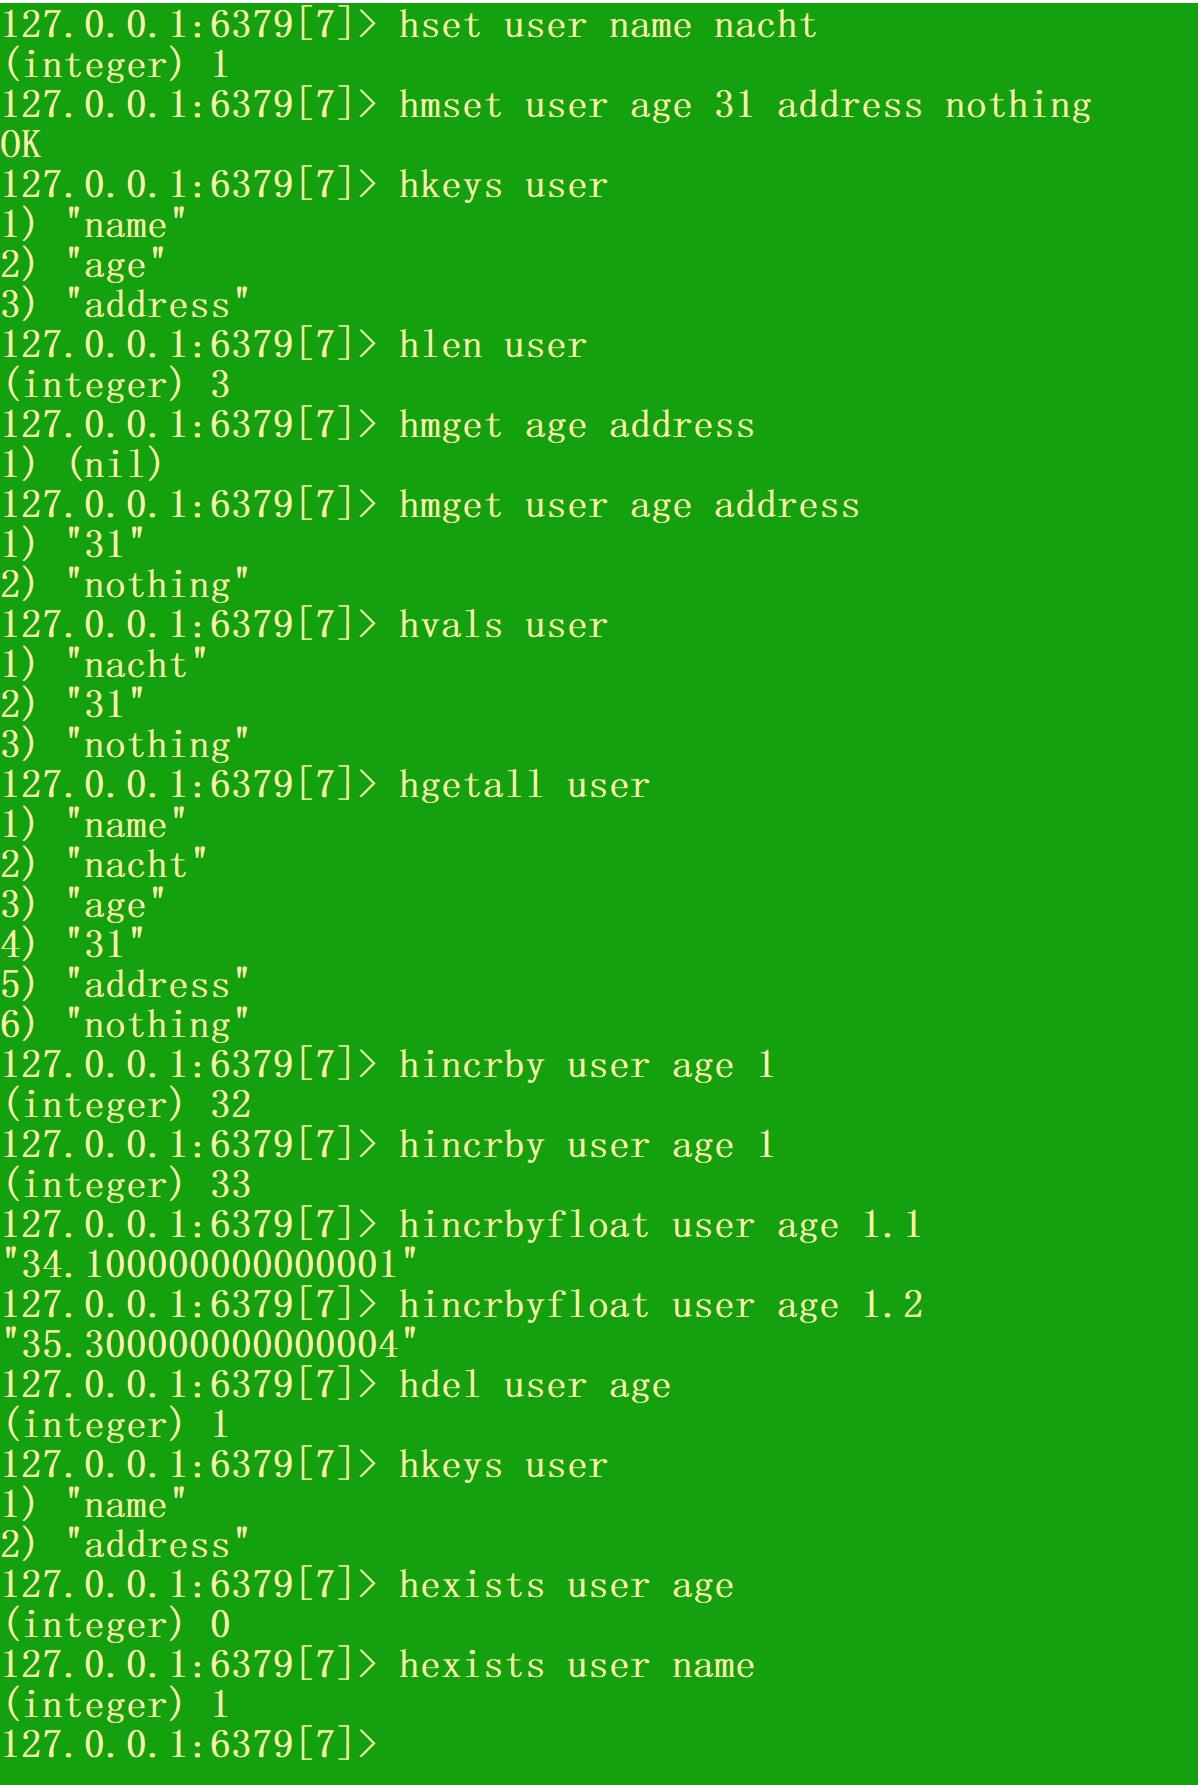 127.0.0.1:6379[7]> hset user name nacht
(integer) 1
127.0.0.1:6379[7]> hmset user age 31 address nothing
OK
127.0.0.1:6379[7]> hkeys user
1) "name"
2) "age"
3) "address"
127.0.0.1:6379[7]> hlen user
(integer) 3
127.0.0.1:6379[7]> hmget age address
1) (nil)
127.0.0.1:6379[7]> hmget user age address
1) "31"
2) "nothing"
127.0.0.1:6379[7]> hvals user
1) "nacht"
2) "31"
3) "nothing"
127.0.0.1:6379[7]> hgetall user
1) "name"
2) "nacht"
3) "age"
4) "31"
5) "address"
6) "nothing"
127.0.0.1:6379[7]> hincrby user age 1
(integer) 32
127.0.0.1:6379[7]> hincrby user age 1
(integer) 33
127.0.0.1:6379[7]> hincrbyfloat user age 1.1
"34.100000000000001"
127.0.0.1:6379[7]> hincrbyfloat user age 1.2
"35.300000000000004"
127.0.0.1:6379[7]> hdel user age
(integer) 1
127.0.0.1:6379[7]> hkeys user
1) "name"
2) "address"
127.0.0.1:6379[7]> hexists user age
(integer) 0
127.0.0.1:6379[7]> hexists user name
(integer) 1
127.0.0.1:6379[7]>